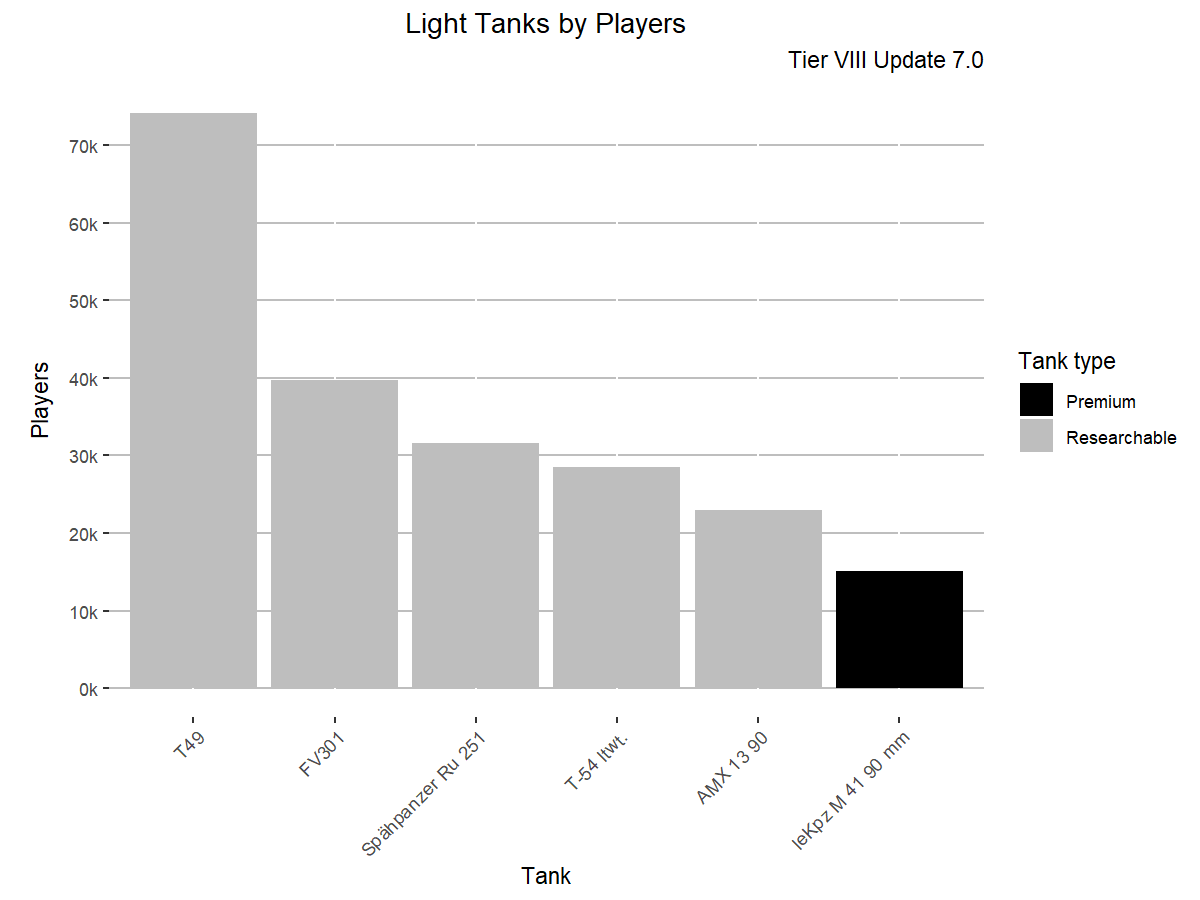 Light Tanks by Players
Tier VIII Update 7.0
Players
70k
60k
50k
40k
30k
20k
10k
0k
T49
FV301
Spähpanzer Ru 251
T-54 ltwt.
AMX 13 90
leKpz M 41 90 mm
Tank
Tank type
Premium
Researchable